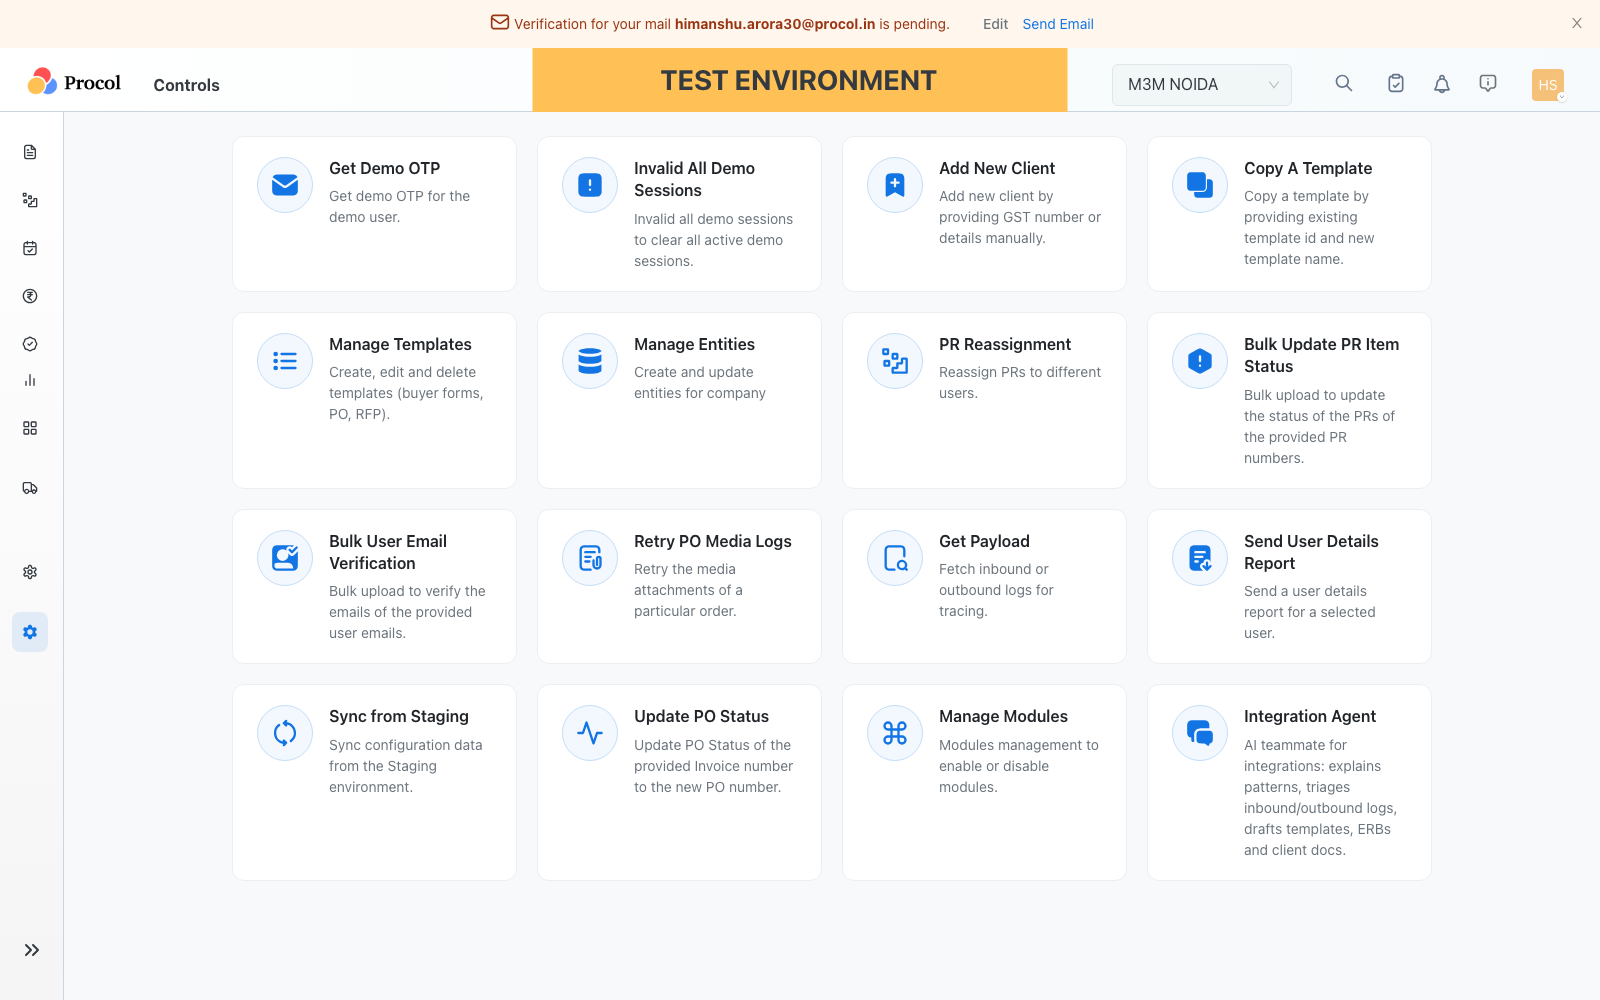 Verification for your mail himanshu.arora30@procol.in is pending. Edit Send Email
Procol
Controls
TEST ENVIRONMENT
M3M NOIDA
HS
Get Demo OTP
Get demo OTP for the
demo user.
Invalid All Demo
Sessions
Invalid all demo sessions
to clear all active demo
sessions.
Add New Client
Add new client by
providing GST number or
details manually.
Copy A Template
Copy a template by
providing existing
template id and new
template name.
Manage Templates
Create, edit and delete
templates (buyer forms,
PO, RFP).
Manage Entities
Create and update
entities for company
PR Reassignment
Reassign PRs to different
users.
Bulk Update PR Item
Status
Bulk upload to update
the status of the PRs of
the provided PR
numbers.
Bulk User Email
Verification
Bulk upload to verify the
emails of the provided
user emails.
Retry PO Media Logs
Retry the media
attachments of a
particular order.
Get Payload
Fetch inbound or
outbound logs for
tracing.
Send User Details
Report
Send a user details
report for a selected
user.
Sync from Staging
Sync configuration data
from the Staging
environment.
Update PO Status
Update PO Status of the
provided Invoice number
to the new PO number.
Manage Modules
Modules management to
enable or disable
modules.
Integration Agent
AI teammate for
integrations: explains
patterns, triages
inbound/outbound logs,
drafts templates, ERBs
and client docs.